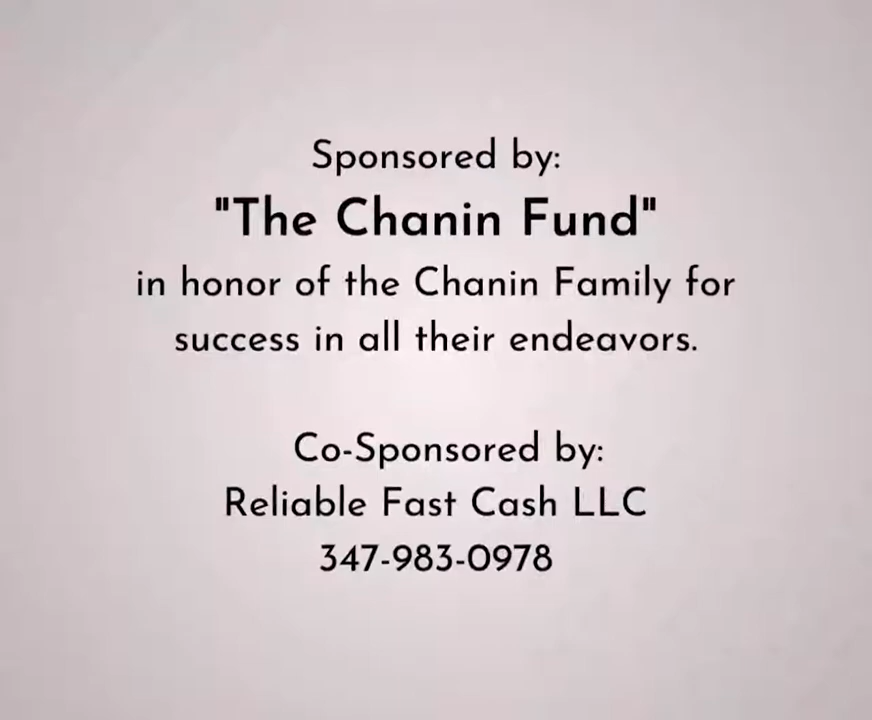 Sponsored by:
"The Chanin Fund"
in honor of the Chanin Family for
success in all their endeavors.
Co-Sponsored by:
Reliable Fast Cash LLC
347-983-0978